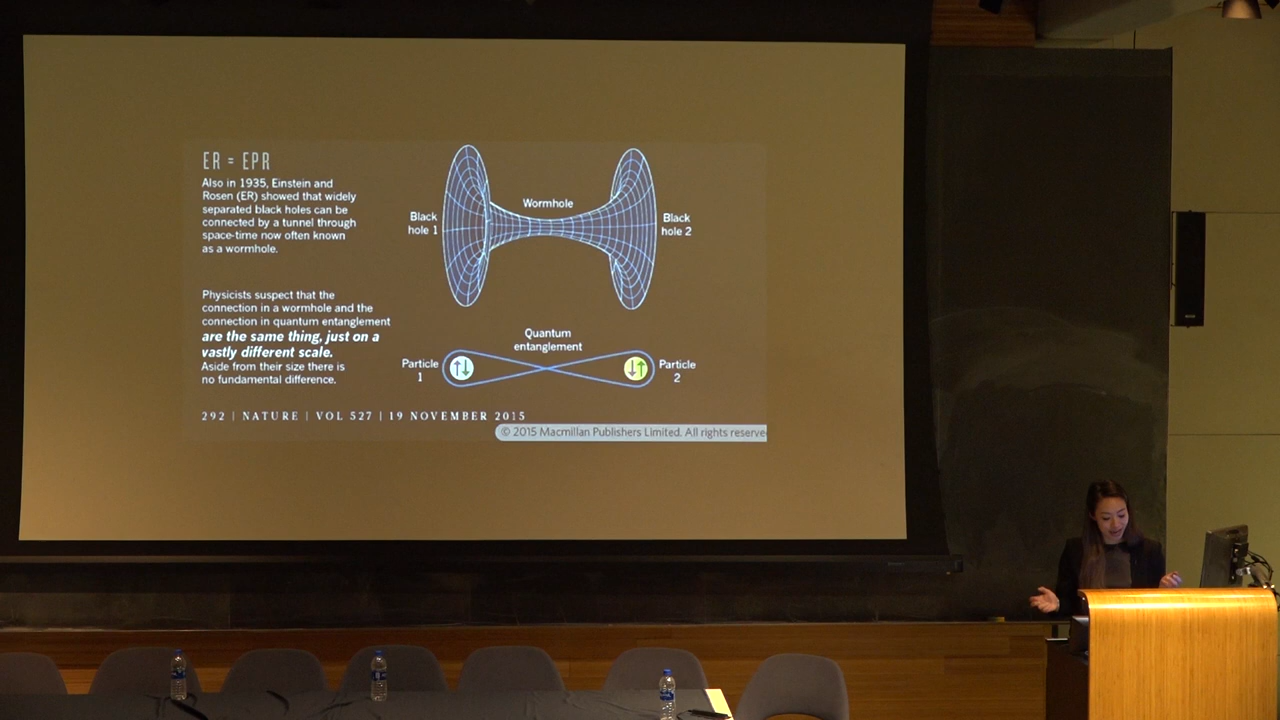 ER = EPR
Also in 1935, Einstein and
Rosen (ER) showed that widely
separated black holes can be
connected by a tunnel through
space-time now often known
as a wormhole.
Wormhole
Black
hole 1
Black
hole 2
Physicists suspect that the
connection in a wormhole and the
connection in quantum entanglement
are the same thing, just on a
vastly different scale.
Aside from their size there is
no fundamental difference.
Quantum
entanglement
Particle
1
Particle
2
292 | NATURE | VOL 527 | 19 NOVEMBER 2015
© 2015 Macmillan Publishers Limited. All rights reserve